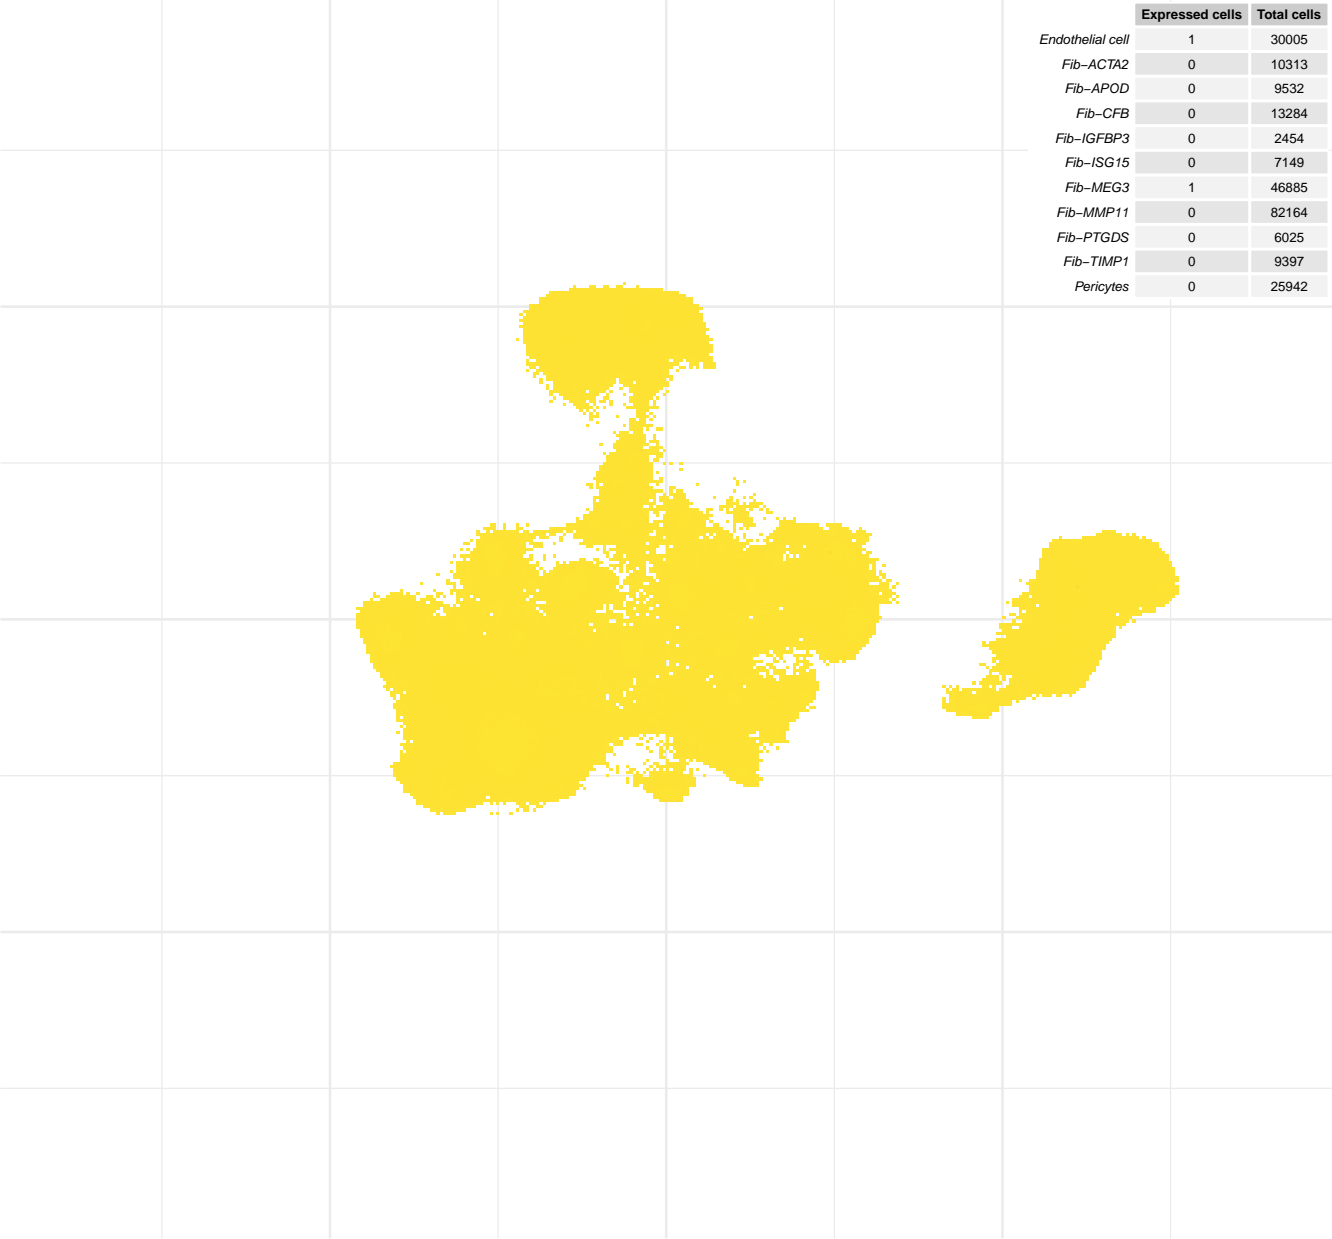 Expressed cells Total cells
Endothelial cell 1 30005
Fib−ACTA2 0 10313
Fib−APOD 0 9532
Fib−CFB 0 13284
Fib−IGFBP3 0 2454
Fib−ISG15 0 7149
Fib−MEG3 1 46885
Fib−MMP11 0 82164
Fib−PTGDS 0 6025
Fib−TIMP1 0 9397
Pericytes 0 25942